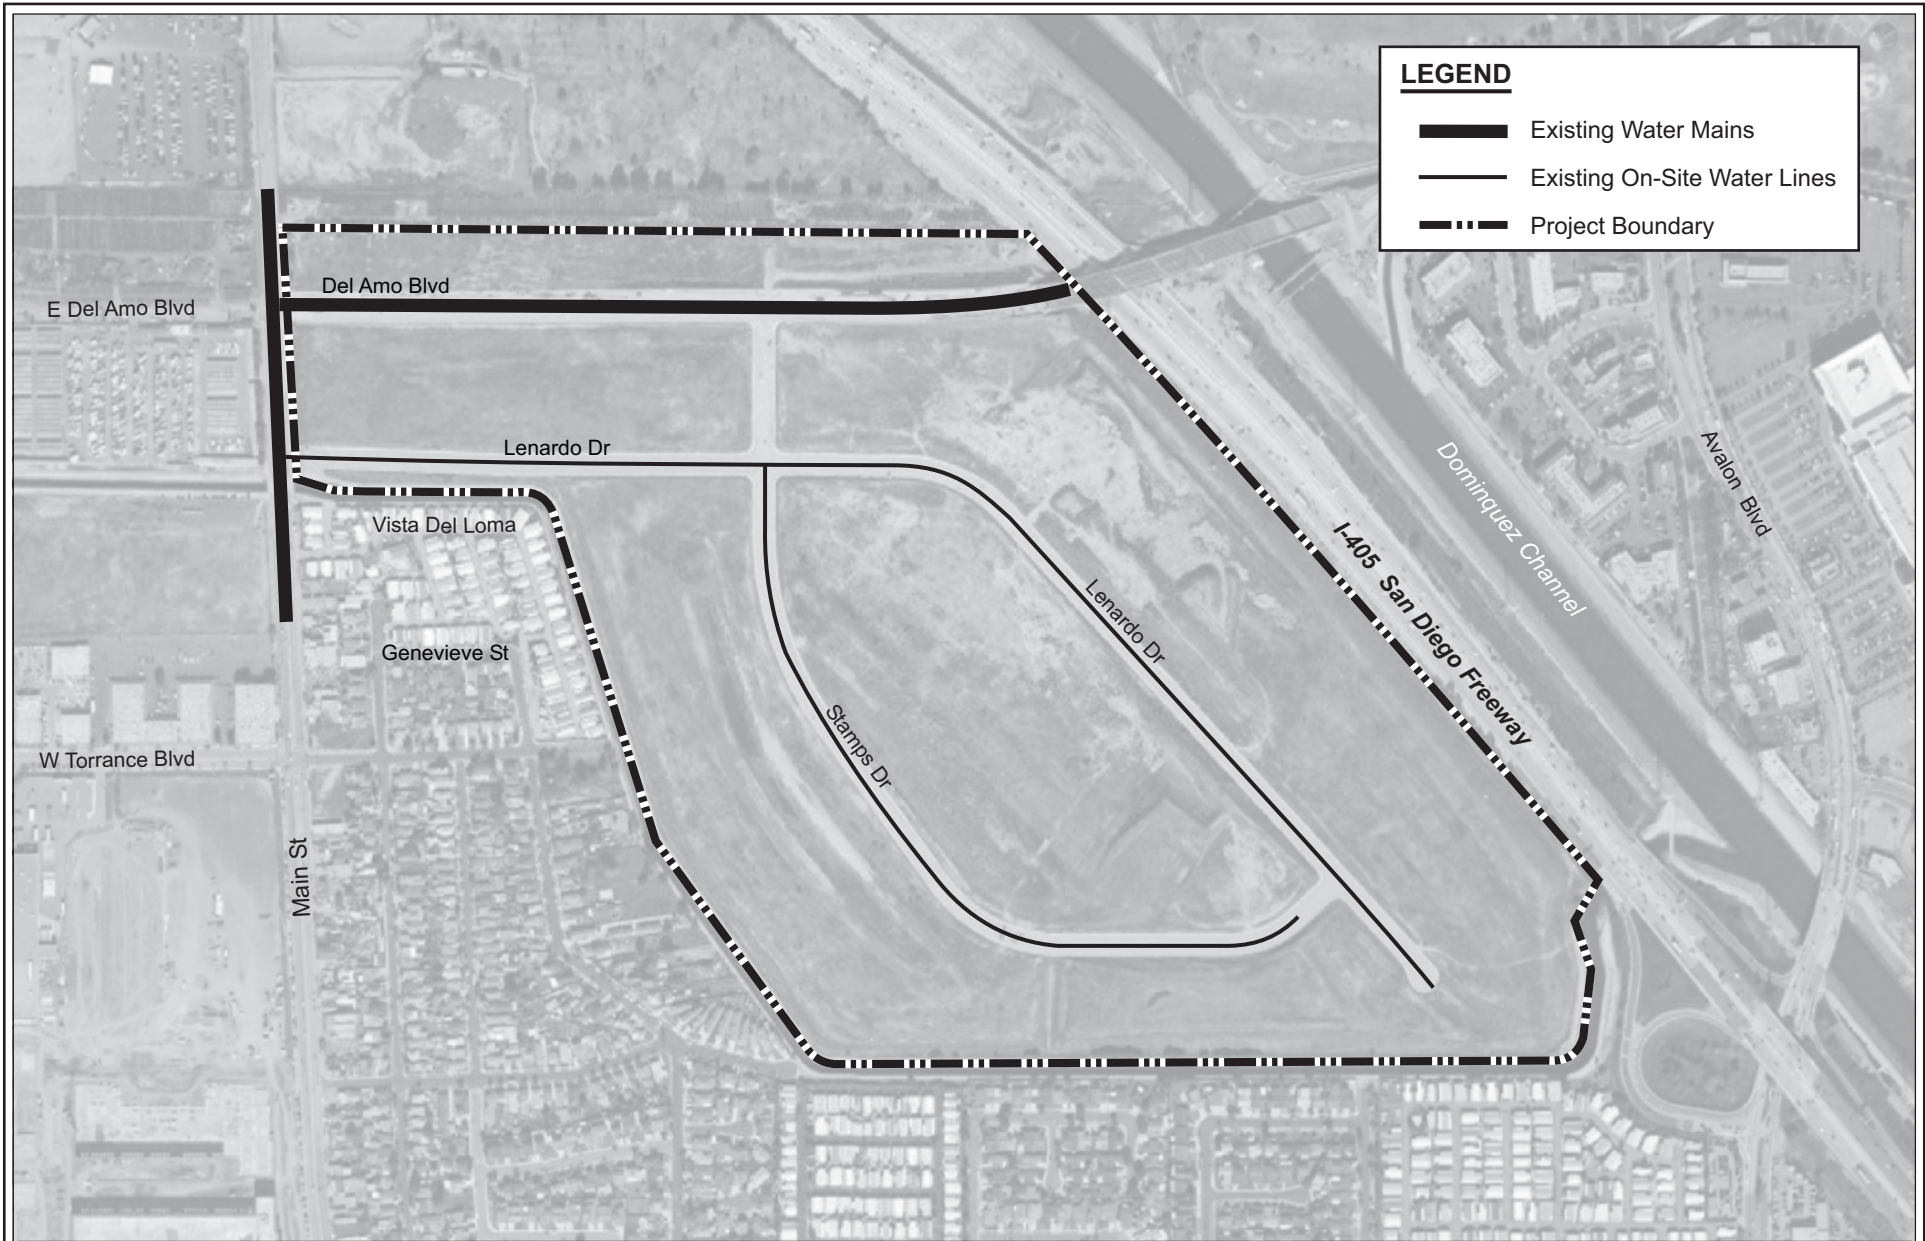 LEGEND
Existing Water Mains
Existing On-Site Water Lines
Project Boundary
Del Amo Blvd
E Del Amo Blvd
Lenardo Dr
Vista Del Loma
Genevieve St
W Torrance Blvd
Main St
Stamps Dr
Lenardo Dr
I-405 San Diego Freeway
Dominquez Channel
Avalon Blvd